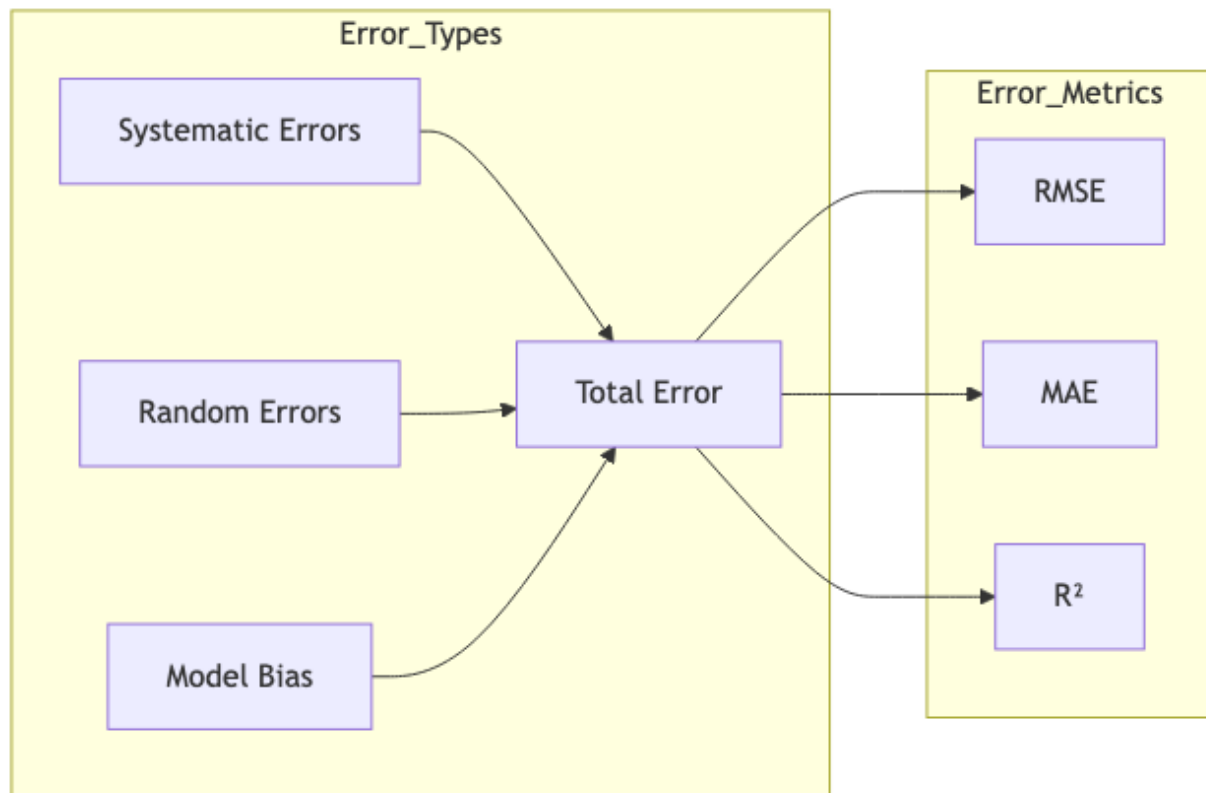 Error_Types
Systematic Errors
Random Errors
Model Bias
Total Error
Error_Metrics
RMSE
MAE
R²